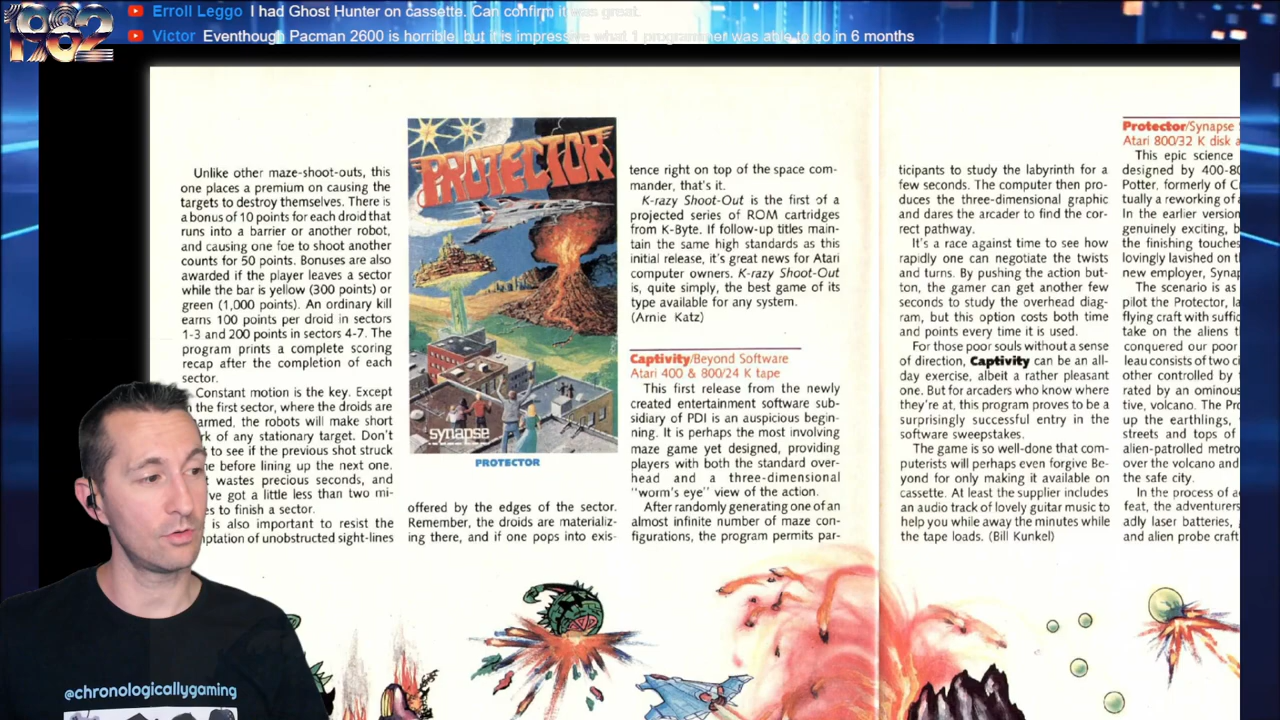 Erroll Leggo I had Ghost Hunter on cassette. Can confirm it was great.
1982
Victor Eventhough Pacman 2600 is horrible, but it is impressive what 1 programmer was able to do in 6 months
Unlike other maze-shoot-outs, this
one places a premium on causing the
targets to destroy themselves. There is
a bonus of 10 points for each droid that
runs into a barrier or another robot,
and causing one foe to shoot another
counts for 50 points. Bonuses are also
awarded if the player leaves a sector
while the bar is yellow (300 points) or
green (1,000 points). An ordinary kill
earns 100 points per droid in sectors
1-3 and 200 points in sectors 4-7. The
program prints a complete scoring
recap after the completion of each
sector.
Constant motion is the key. Except
the first sector, where the droids are
armed, the robots will make short
of any stationary target. Don't
to see if the previous shot struck
before lining up the next one.
wastes precious seconds, and
got a little less than two mi-
to finish a sector.
is also important to resist the
of unobstructed sight-lines
PROTECTOR
synapse
PROTECTOR
offered by the edges of the sector.
Remember, the droids are materializ-
ing there, and if one pops into exis-
tence right on top of the space com-
mander, that's it.
K-razy Shoot-Out is the first of a
projected series of ROM cartridges
from K-Byte. If follow-up titles main-
tain the same high standards as this
initial release, it's great news for Atari
computer owners. K-razy Shoot-Out
is, quite simply, the best game of its
type available for any system.
(Arnie Katz)
Captivity/Beyond Software
Atari 400 & 800/24 K tape
This first release from the newly
created entertainment software sub-
sidiary of PDI is an auspicious begin-
ning. It is perhaps the most involving
maze game yet designed, providing
players with both the standard over-
head and a three-dimensional
"worm's eye" view of the action.
After randomly generating one of an
almost infinite number of maze con-
figurations, the program permits par-
ticipants to study the labyrinth for a
few seconds. The computer then pro-
duces the three-dimensional graphic
and dares the arcader to find the cor-
rect pathway.
It's a race against time to see how
rapidly one can negotiate the twists
and turns. By pushing the action but-
ton, the gamer can get another few
seconds to study the overhead diag-
ram, but this option costs both time
and points every time it is used.
For those poor souls without a sense
of direction, Captivity can be an all-
day exercise, albeit a rather pleasant
one. But for arcaders who know where
they're at, this program proves to be a
surprisingly successful entry in the
software sweepstakes.
The game is so well-done that com-
puterists will perhaps even forgive Be-
yond for only making it available on
cassette. At least the supplier includes
an audio track of lovely guitar music to
help you while away the minutes while
the tape loads. (Bill Kunkel)
Protector/Synapse
Atari 800/32 K disk
This epic science
designed by 400-80
Potter, formerly of
tually a reworking of
In the earlier version
genuinely exciting,
the finishing touches
lovingly lavished on
new employer,
The scenario is as
pilot the Protector,
flying craft with
take on the aliens
conquered our poor
leau consists of two
other controlled by
rated by an ominous
tive, volcano. The
up the earthlings,
streets and tops of
alien-patrolled
over the volcano and
the safe city.
In the process of
feat, the adventurers
adly laser batteries,
and alien probe craft
@chronologicallygaming